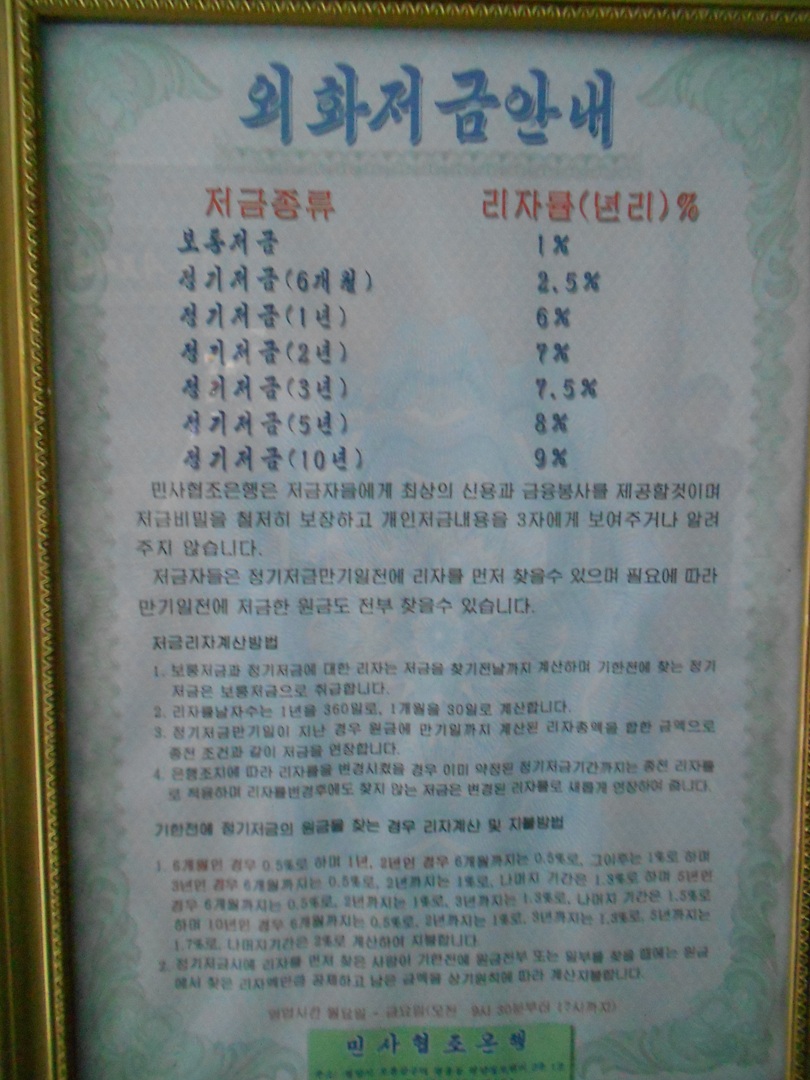 외화저금안내
저금종류 리자률(년리)%
보통저금 1%
정기저금(6개월) 2.5%
정기저금(1년) 6%
정기저금(2년) 7%
정기저금(3년) 7.5%
정기저금(5년) 8%
정기저금(10년) 9%
민사협조은행은 저금자들에게 최상의 신용과 금융봉사를 제공할것이며
저금비밀을 철저히 보장하고 개인저금내용을 3자에게 보여주거나 알려
주지 않습니다.
저금자들은 정기저금만기일전에 리자를 먼저 찾을수 있으며 필요에 따라
만기일전에 저금한 원금도 전부 찾을수 있습니다.
저금리자계산방법
1. 보통저금과 정기저금에 대한 리자는 저금을 찾기전날까지 계산하며 기한전에 찾는 정기
저금은 보통저금으로 취급합니다.
2. 리자률날자수는 1년을 360일로, 1개월을 30일로 계산합니다.
3. 정기저금만기일이 지난 경우 원금에 만기일까지 계산된 리자총액을 합한 금액으로
종전 조건과 같이 저금을 연장합니다.
4. 은행조치에 따라 리자률을 변경시켰을 경우 이미 약정된 정기저금기간까지는 종전 리자률
로 적용하며 리자률변경후에도 찾지 않는 저금은 변경된 리자률로 새롭게 연장하여 줍니다.
기한전에 정기저금의 원금을 찾는 경우 리자계산 및 지불방법
1. 6개월인 경우 0.5%로 하며 1년, 2년인 경우 6개월까지는 0.5%로, 그이후는 1%로 하며
3년인 경우 6개월까지는 0.5%로, 2년까지는 1%로, 나머지 기간은 1.3%로 하며 5년인
경우 6개월까지는 0.5%로, 2년까지는 1%로, 3년까지는 1.3%로, 나머지 기간은 1.5%로
하며 10년인 경우 6개월까지는 0.5%로, 2년까지는 1%로, 3년까지는 1.3%로, 5년까지는
1.7%로, 나머지기간은 2%로 계산하여 지불합니다.
2. 정기저금시에 리자를 먼저 찾은 사람이 기한전에 원금전부 또는 일부를 찾을 때에는 원금
에서 찾은 리자액만큼 공제하고 남은 금액을 상기원칙에 따라 계산지불합니다.
영업시간 월요일 - 금요일(오전 9시 30분부터 17시까지)
민사협조은행
주소: